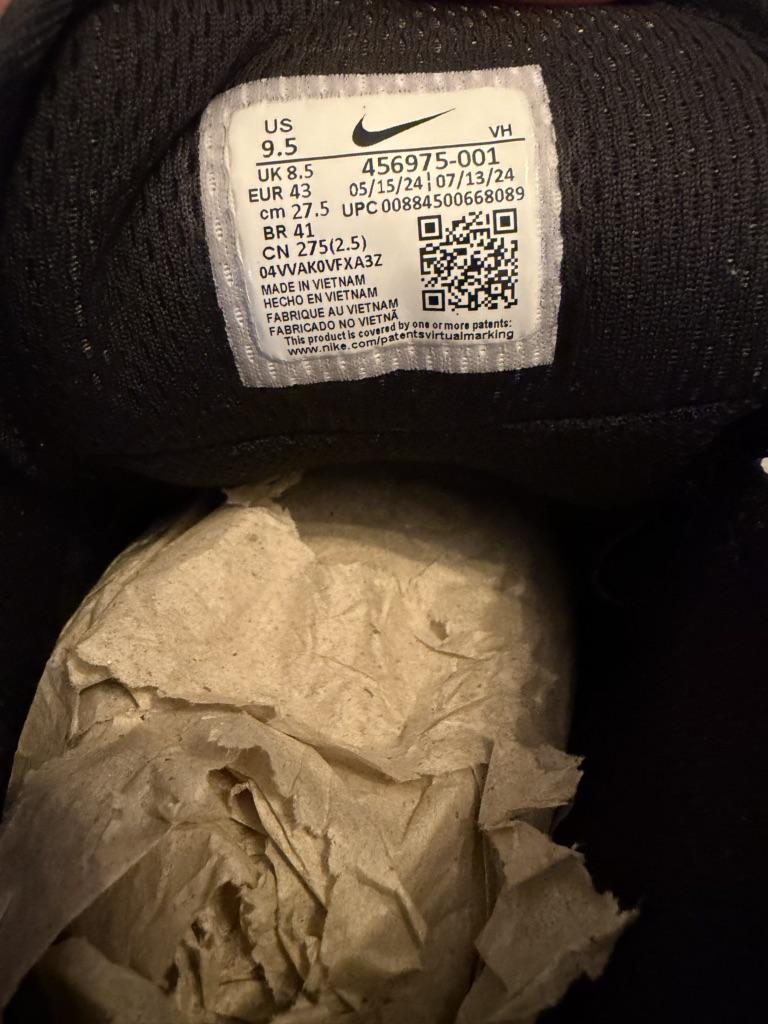 US
9.5
VH
UK 8.5
456975-001
EUR 43
05/15/24 | 07/13/24
cm 27.5
UPC 00884500668089
BR 41
CN 275(2.5)
04VVAK0VFXA3Z
MADE IN VIETNAM
HECHO EN VIETNAM
FABRIQUE AU VIETNAM
FABRICADO NO VIETNÃ
This product is covered by one or more patents:
www.nike.com/patentsvirtualmarking